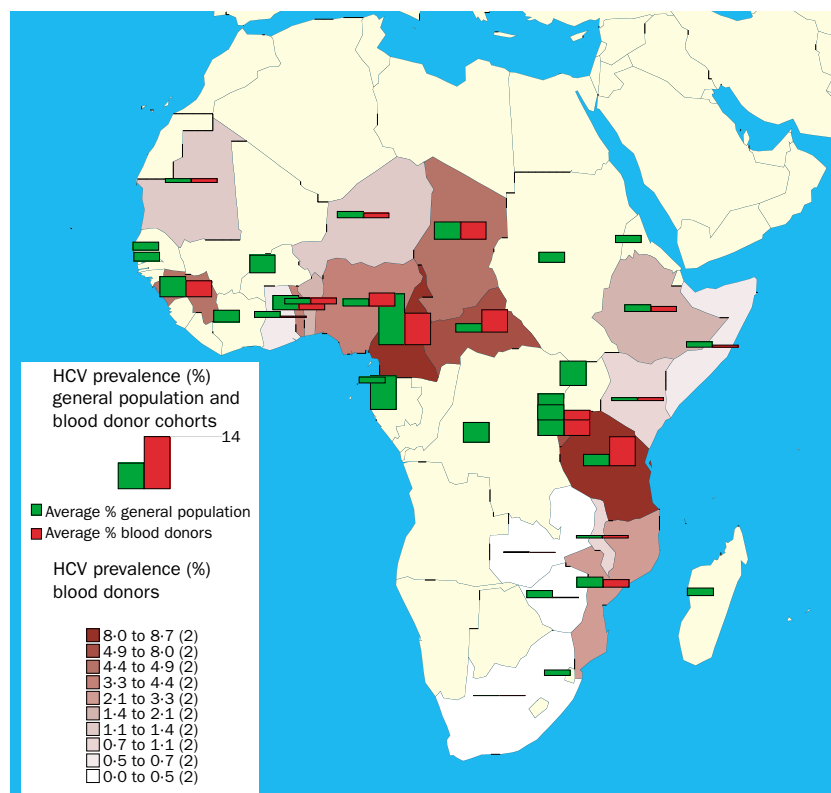 HCV prevalence (%)
general population and
blood donor cohorts
14
Average % general population
Average % blood donors
HCV prevalence (%)
blood donors
8·0 to 8·7 (2)
4·9 to 8·0 (2)
4·4 to 4·9 (2)
3·3 to 4·4 (2)
2·1 to 3·3 (2)
1·4 to 2·1 (2)
1·1 to 1·4 (2)
0·7 to 1·1 (2)
0·5 to 0·7 (2)
0·0 to 0·5 (2)